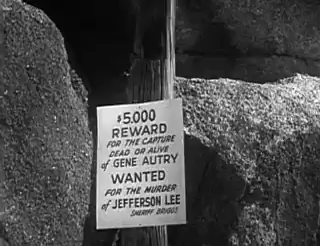 $5.000
REWARD
FOR THE CAPTURE
DEAD OR ALIVE
of GENE AUTRY
WANTED
FOR THE MURDER
of JEFFERSON LEE
SHERIFF BRIGGS